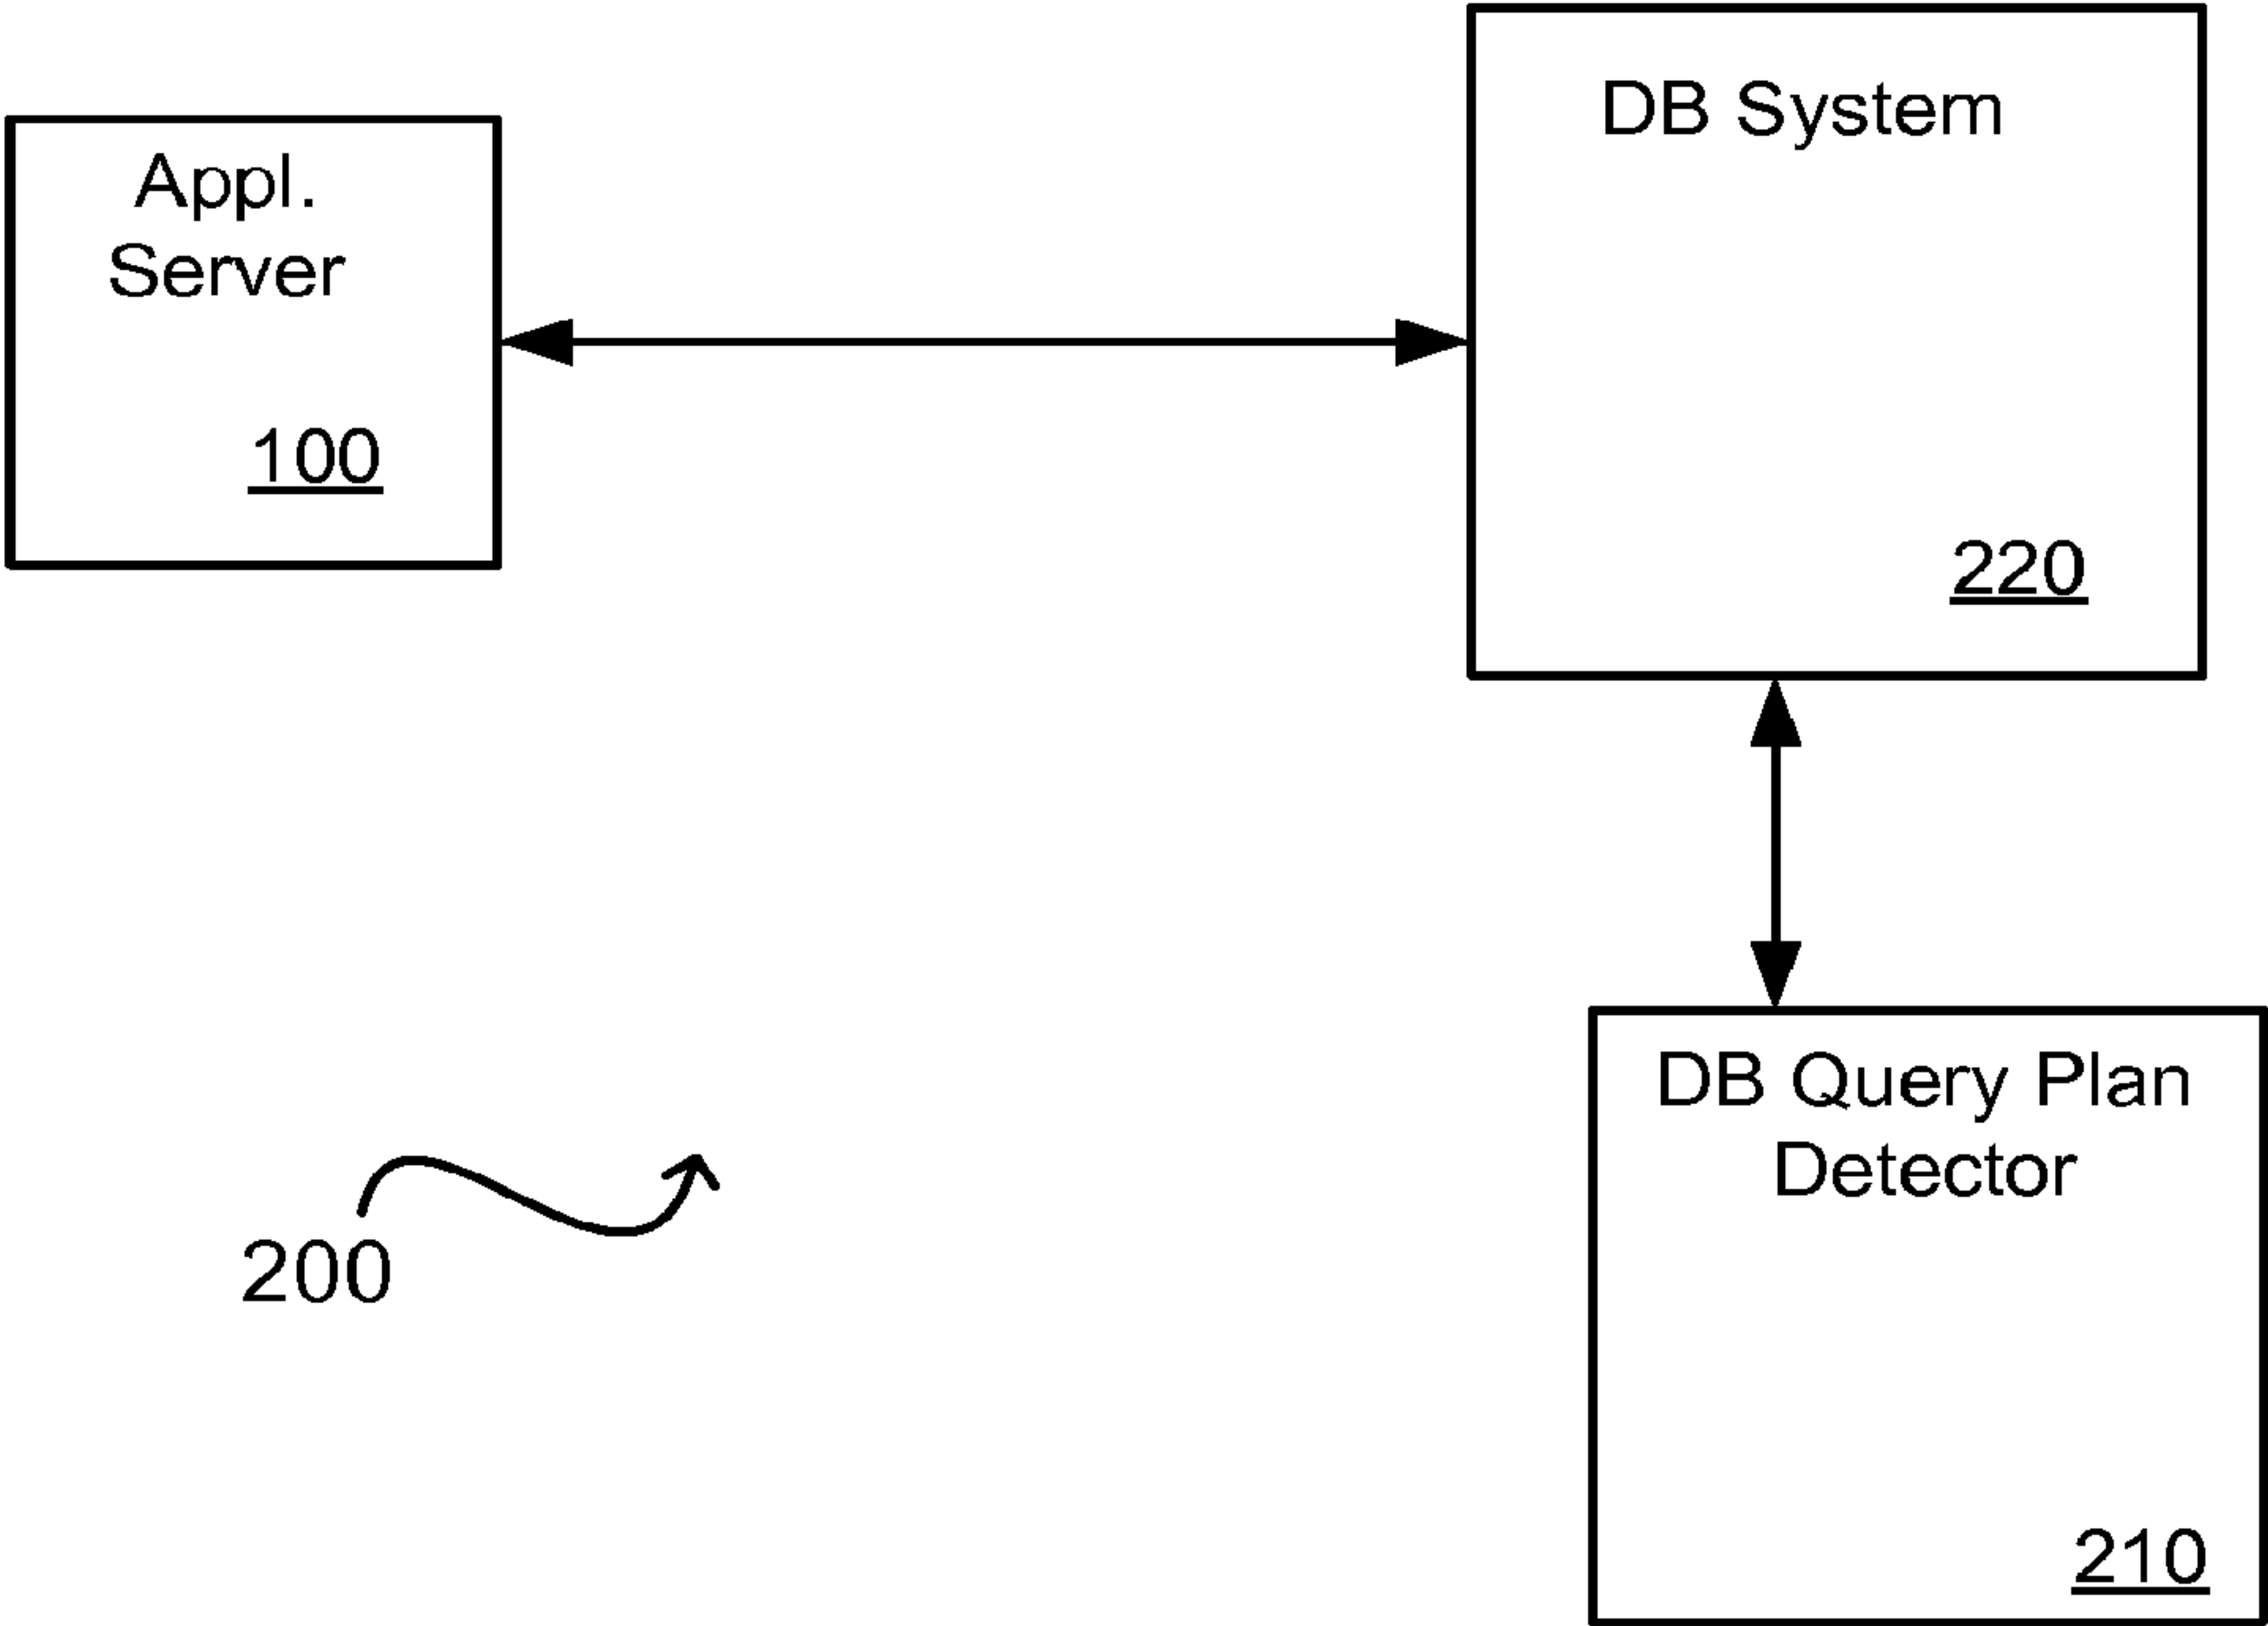 Appl.
Server
100
DB System
220
DB Query Plan
Detector
210
200